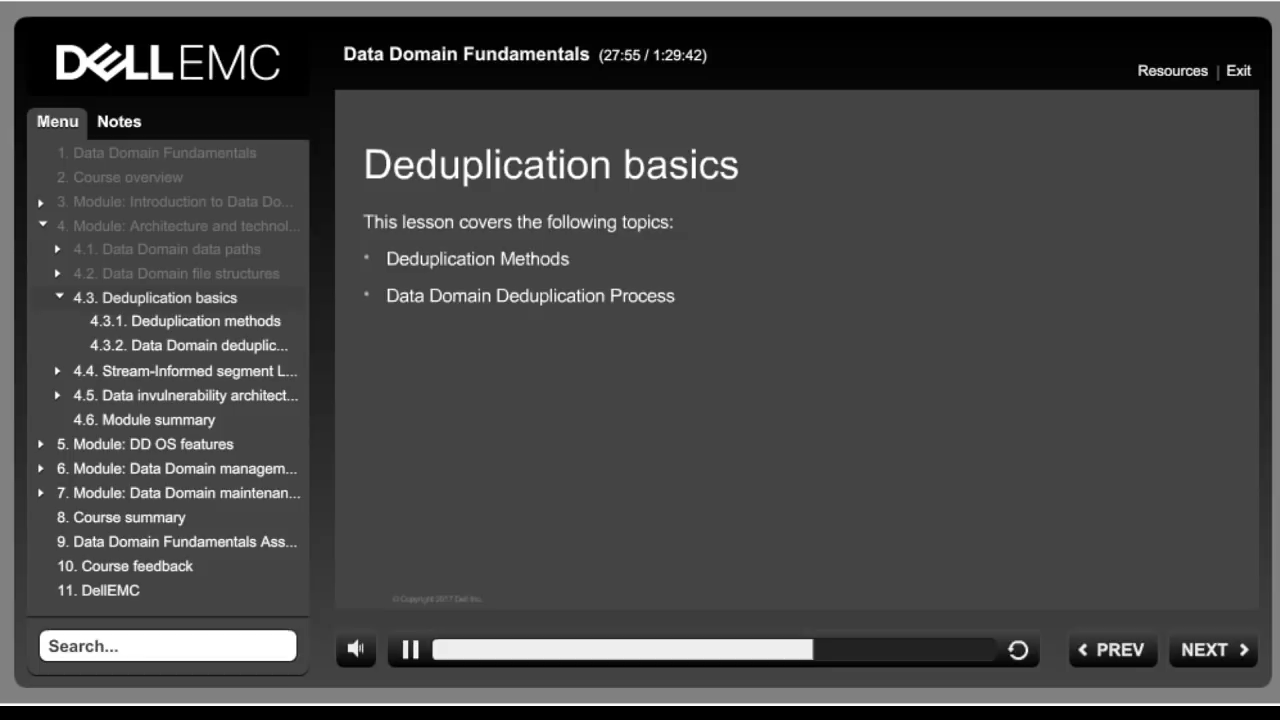 DELLEMC
Data Domain Fundamentals (27:55 / 1:29:42)
Resources | Exit
Menu Notes
1. Data Domain Fundamentals
2. Course overview
3. Module: Introduction to Data Do...
4. Module: Architecture and technol...
4.1. Data Domain data paths
4.2. Data Domain file structures
4.3. Deduplication basics
4.3.1. Deduplication methods
4.3.2. Data Domain deduplic...
4.4. Stream-Informed segment L...
4.5. Data invulnerability architect...
4.6. Module summary
5. Module: DD OS features
6. Module: Data Domain managem...
7. Module: Data Domain maintenan...
8. Course summary
9. Data Domain Fundamentals Ass...
10. Course feedback
11. DellEMC
Search...
Deduplication basics
This lesson covers the following topics:
• Deduplication Methods
• Data Domain Deduplication Process
© Copyright 2017 Dell Inc.
PREV
NEXT